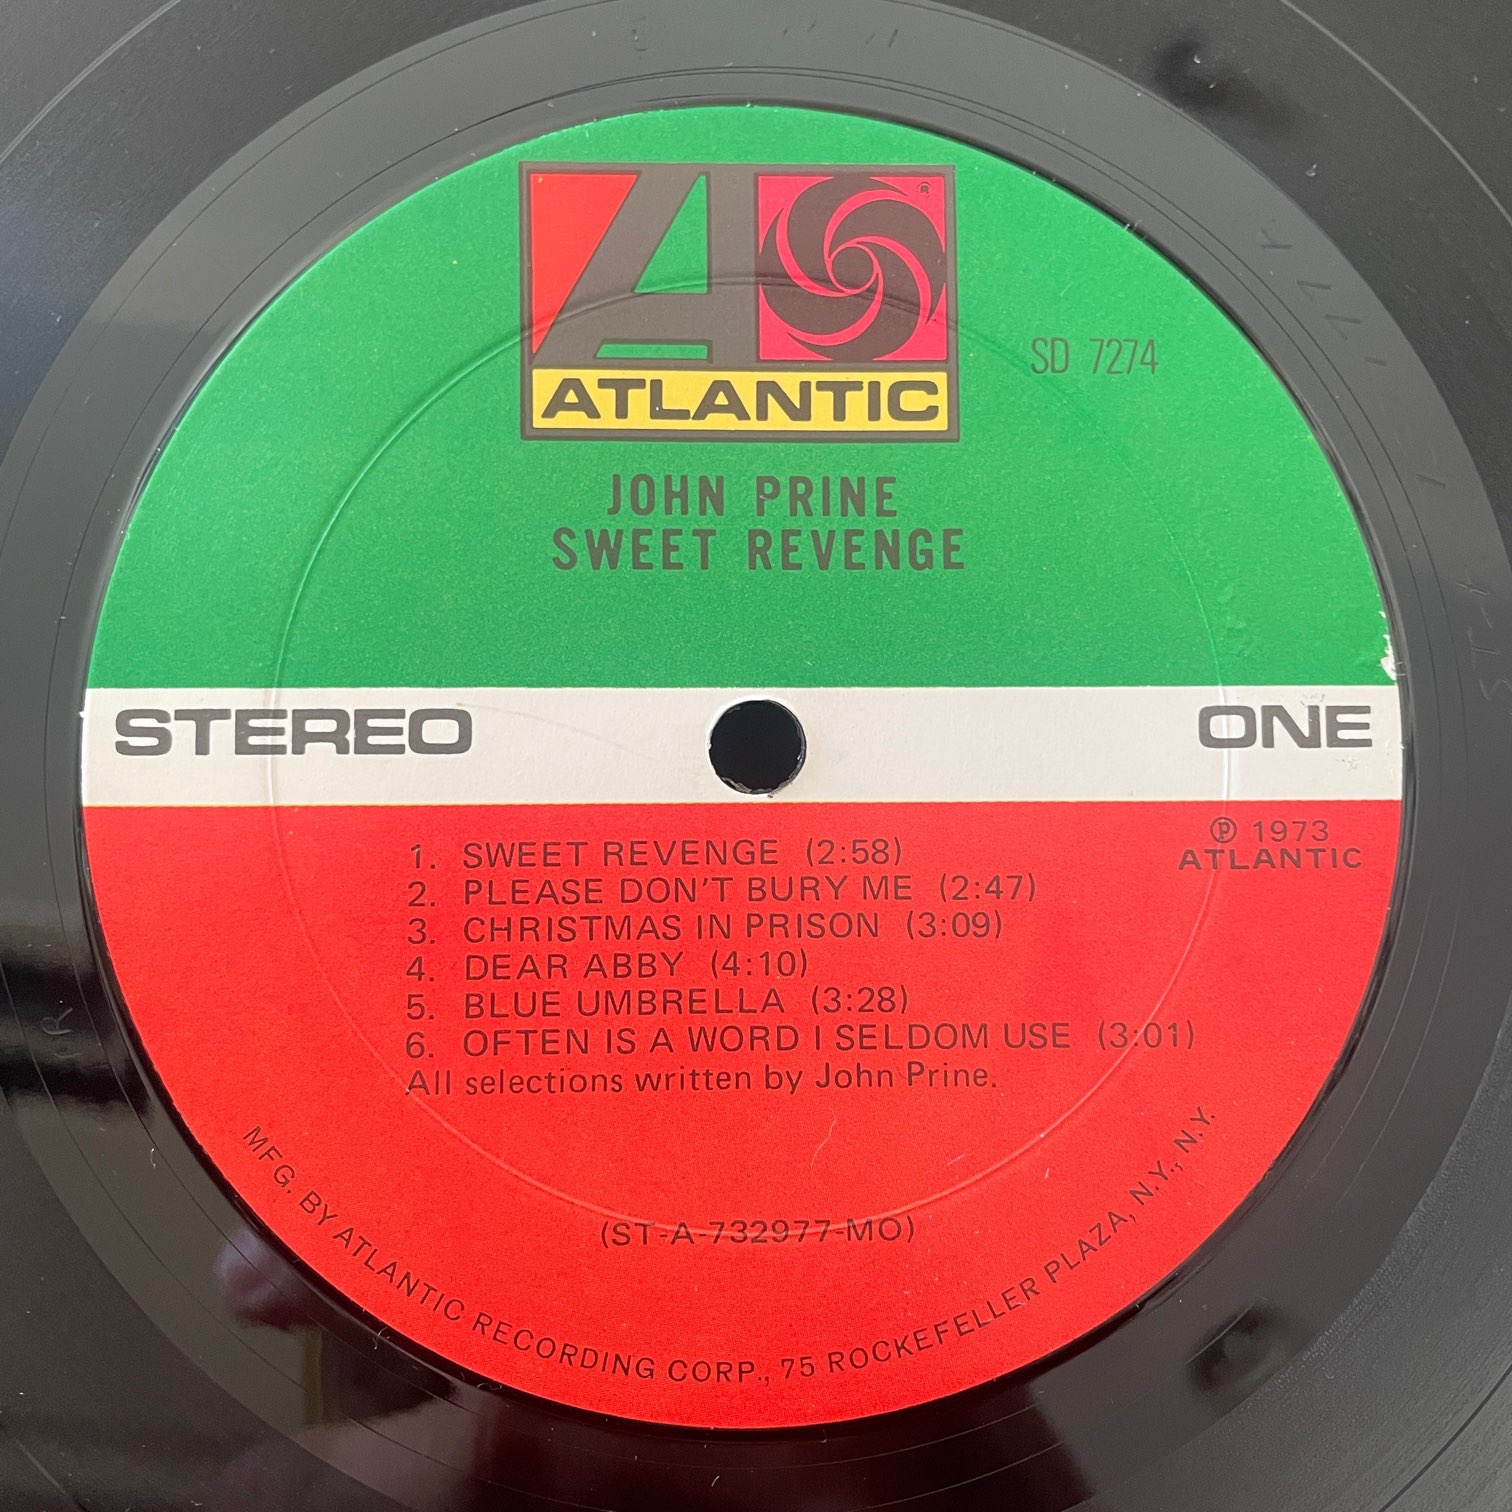 ®
ATLANTIC
SD 7274
JOHN PRINE
SWEET REVENGE
STEREO
ONE
℗ 1973
ATLANTIC
1. SWEET REVENGE (2:58)
2. PLEASE DON'T BURY ME (2:47)
3. CHRISTMAS IN PRISON (3:09)
4. DEAR ABBY (4:10)
5. BLUE UMBRELLA (3:28)
6. OFTEN IS A WORD I SELDOM USE (3:01)
All selections written by John Prine.
(ST-A-732977-MO)
MFG. BY ATLANTIC RECORDING CORP., 75 ROCKEFELLER PLAZA, N.Y., N.Y.